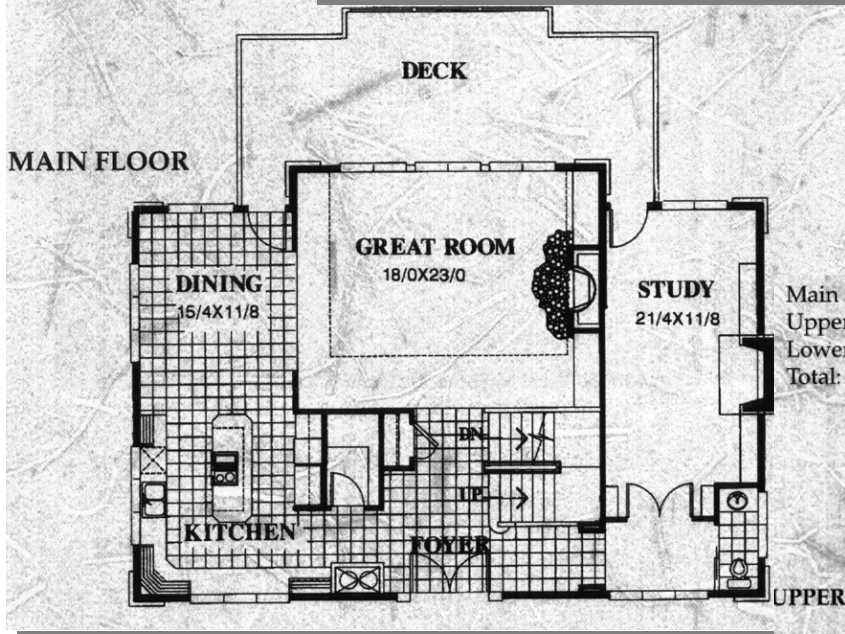 DECK
MAIN FLOOR
GREAT ROOM
18/0X23/0
DINING
15/4X11/8
STUDY
21/4X11/8
Main
Upper
Lower
Total:
DN
UP
KITCHEN
FOYER
UPPER